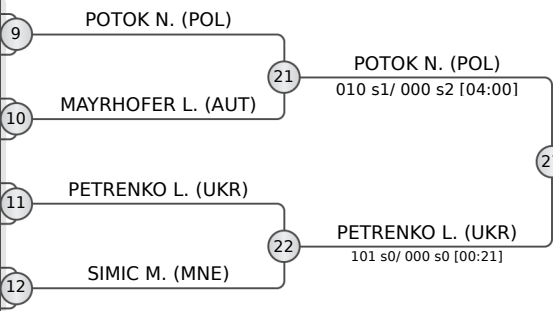 9
POTOK N. (POL)
21
POTOK N. (POL)
010 s1/ 000 s2 [04:00]
10
MAYRHOFER L. (AUT)
11
PETRENKO L. (UKR)
22
PETRENKO L. (UKR)
101 s0/ 000 s0 [00:21]
12
SIMIC M. (MNE)